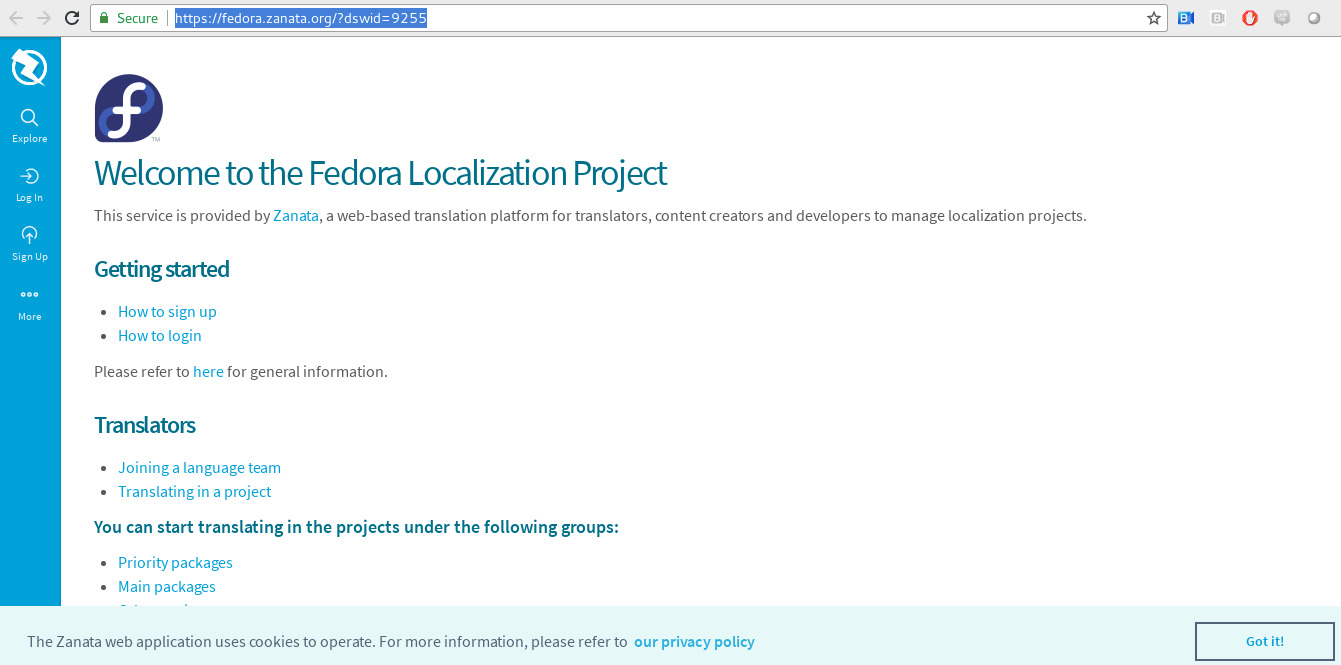 Secure
https://fedora.zanata.org/?dswid=9255
Explore
Log In
Sign Up
More
TM
Welcome to the Fedora Localization Project
This service is provided by Zanata, a web-based translation platform for translators, content creators and developers to manage localization projects.
Getting started
How to sign up
How to login
Please refer to here for general information.
Translators
Joining a language team
Translating in a project
You can start translating in the projects under the following groups:
Priority packages
Main packages
The Zanata web application uses cookies to operate. For more information, please refer to our privacy policy
Got it!